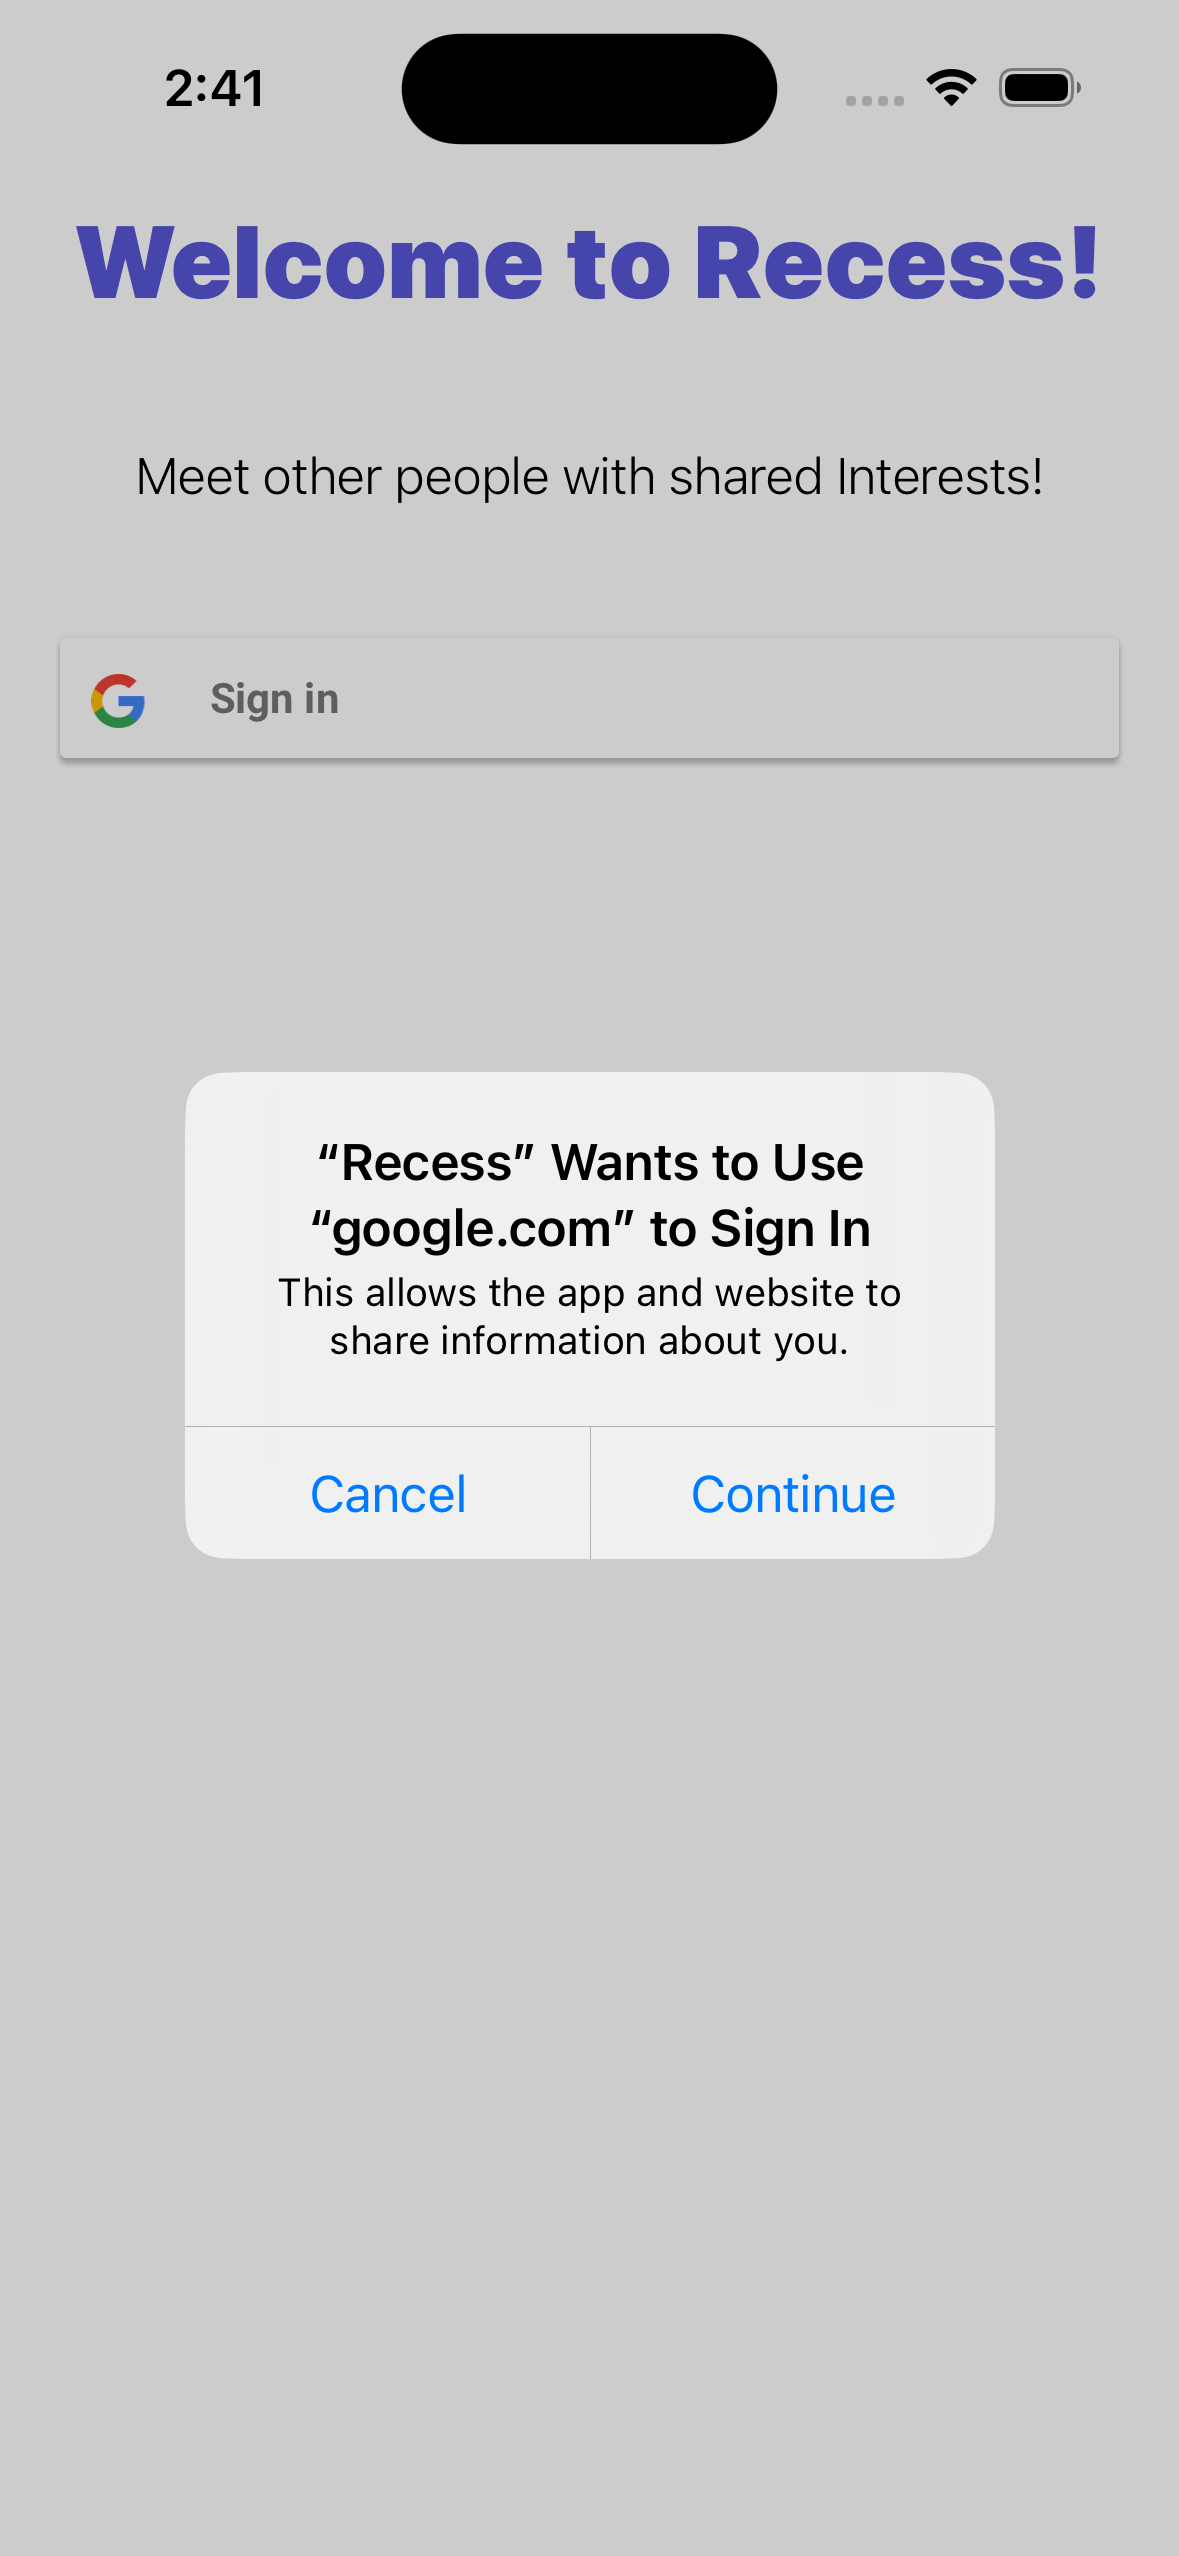 2:41
Welcome to Recess!
Meet other people with shared Interests!
Sign in
“Recess” Wants to Use
“google.com” to Sign In
This allows the app and website to
share information about you.
Cancel
Continue